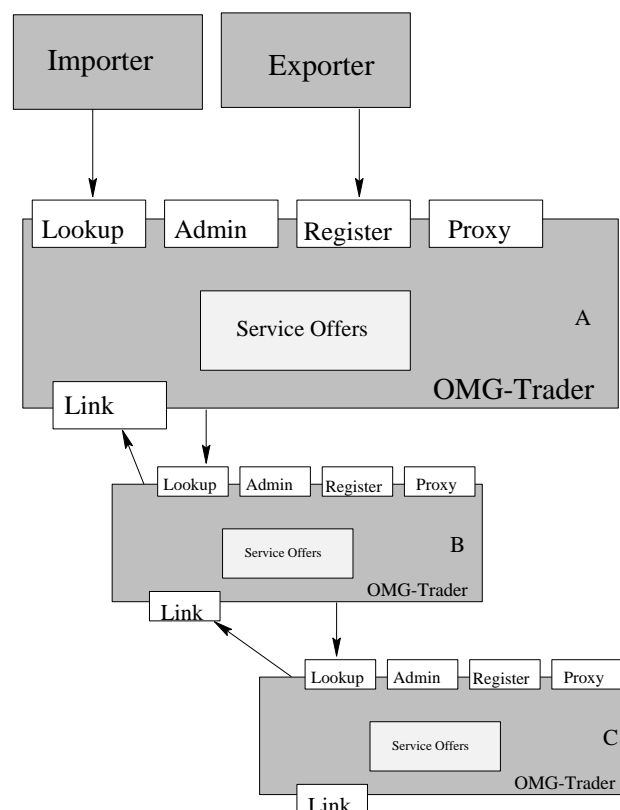 Importer
Exporter
Lookup
Admin
Register
Proxy
Service Offers
A
OMG-Trader
Link
Lookup
Admin
Register
Proxy
Service Offers
B
OMG-Trader
Link
Lookup
Admin
Register
Proxy
Service Offers
C
OMG-Trader
Link